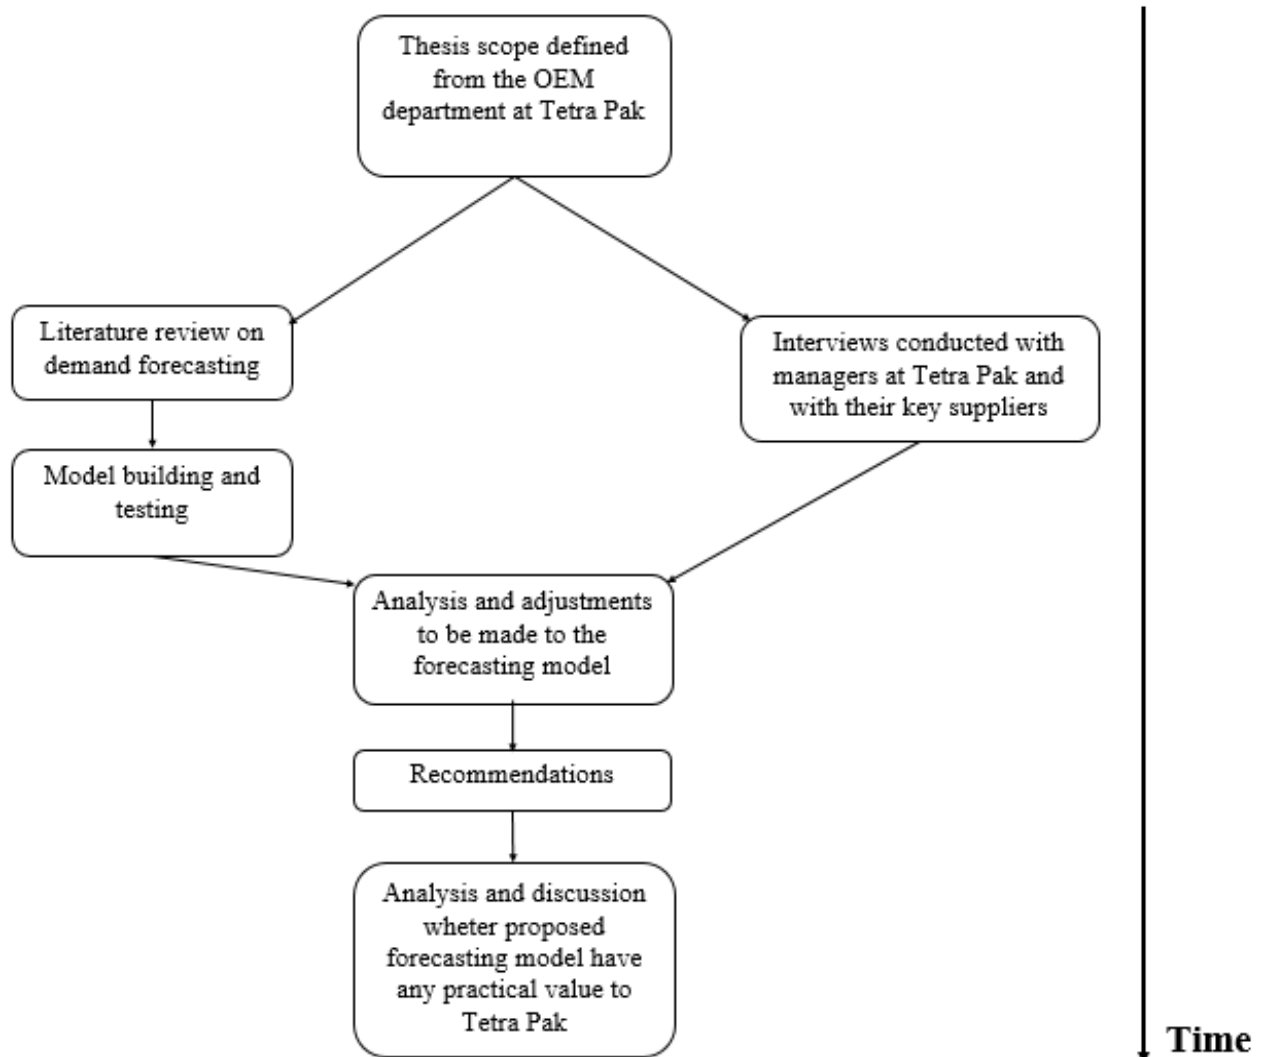 Thesis scope defined
from the OEM
department at Tetra Pak
Literature review on
demand forecasting
Interviews conducted with
managers at Tetra Pak and
with their key suppliers
Model building and
testing
Analysis and adjustments
to be made to the
forecasting model
Recommendations
Analysis and discussion
wheter proposed
forecasting model have
any practical value to
Tetra Pak
Time